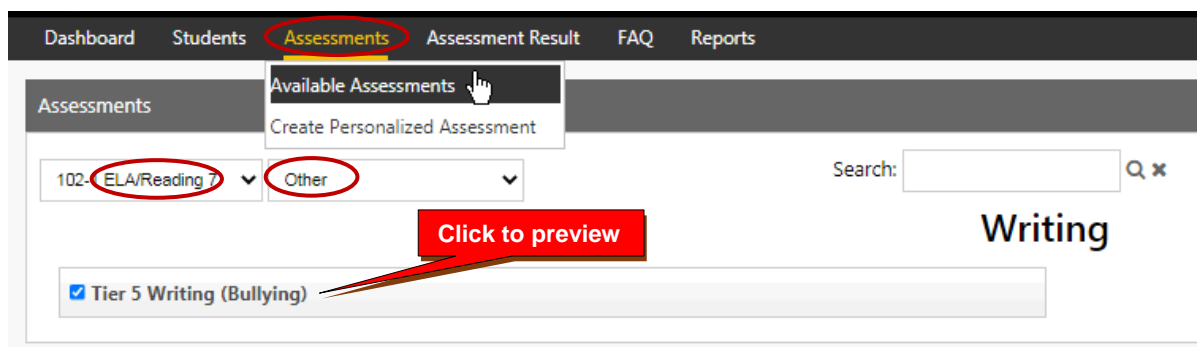 Dashboard Students Assessments Assessment Result FAQ Reports
Available Assessments
Assessments
Create Personalized Assessment
102- ELA/Reading 7 Other Search:
Click to preview Writing
Tier 5 Writing (Bullying)